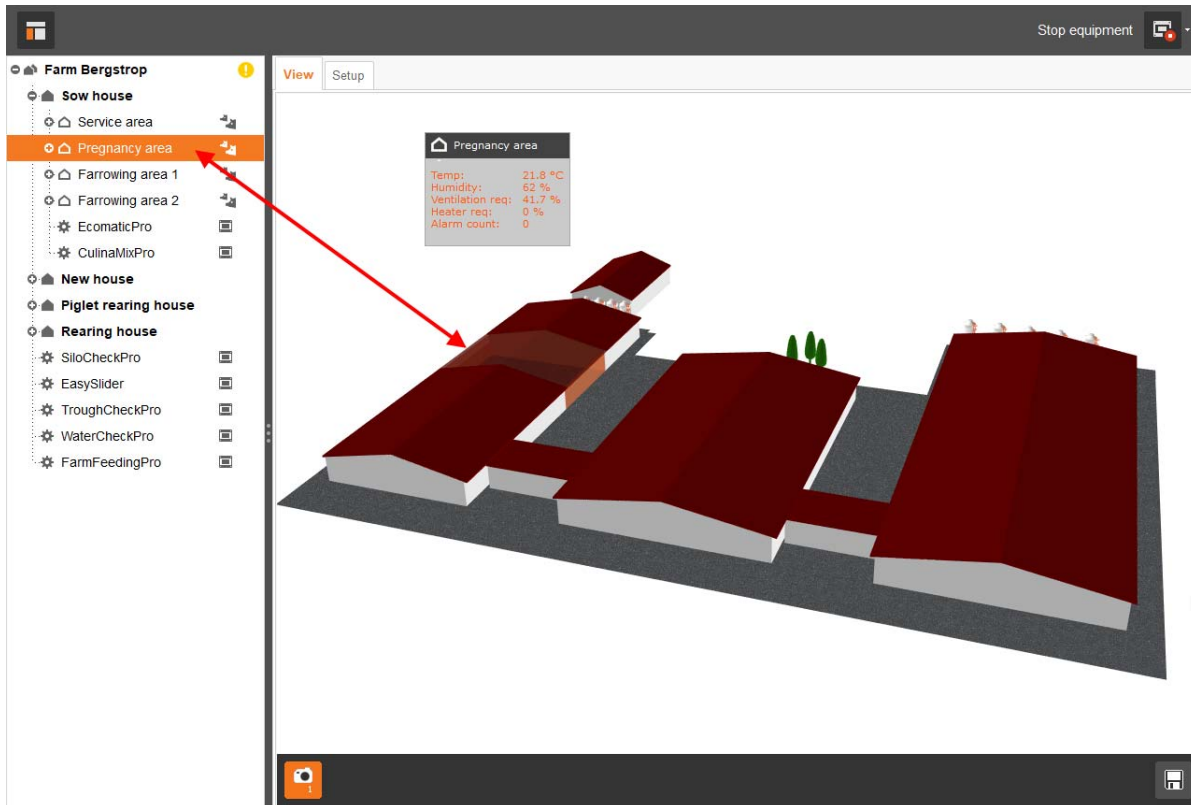 Stop equipment
Farm Bergstrop
Sow house
Service area
Pregnancy area
Farrowing area 1
Farrowing area 2
EcomaticPro
CulinaMixPro
New house
Piglet rearing house
Rearing house
SiloCheckPro
EasySlider
TroughCheckPro
WaterCheckPro
FarmFeedingPro
View Setup
Pregnancy area
Temp: 21.8 °C
Humidity: 62 %
Ventilation req: 41.7 %
Heater req: 0 %
Alarm count: 0
1